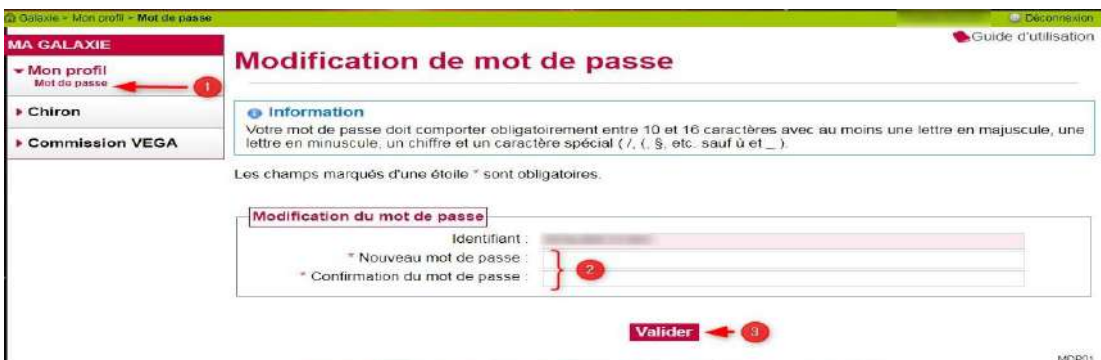 Galaxie - Mon profil - Mot de passe
Déconnexion
Guide d'utilisation
MA GALAXIE
Mon profil
Mot de passe
1
Chiron
Commission VEGA
Modification de mot de passe
Information
Votre mot de passe doit comporter obligatoirement entre 10 et 16 caractères avec au moins une lettre en majuscule, une
lettre en minuscule, un chiffre et un caractère spécial ( /, (, §, etc. sauf ù et _ ).
Les champs marqués d'une étoile * sont obligatoires.
Modification du mot de passe
Identifiant :
* Nouveau mot de passe :
* Confirmation du mot de passe :
2
Valider
3
MDP01